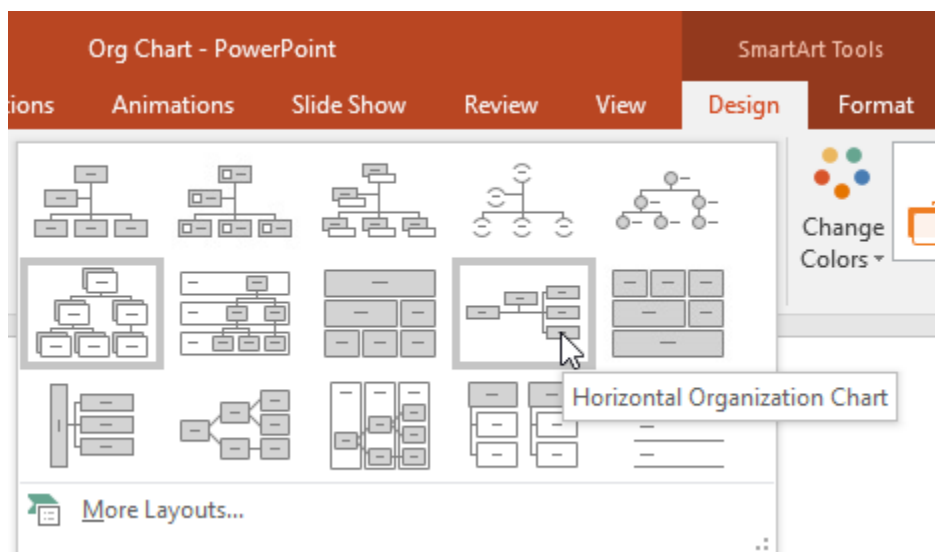 Org Chart - PowerPoint
SmartArt Tools
tions Animations Slide Show Review View Design Format
Change
Colors
Horizontal Organization Chart
More Layouts...